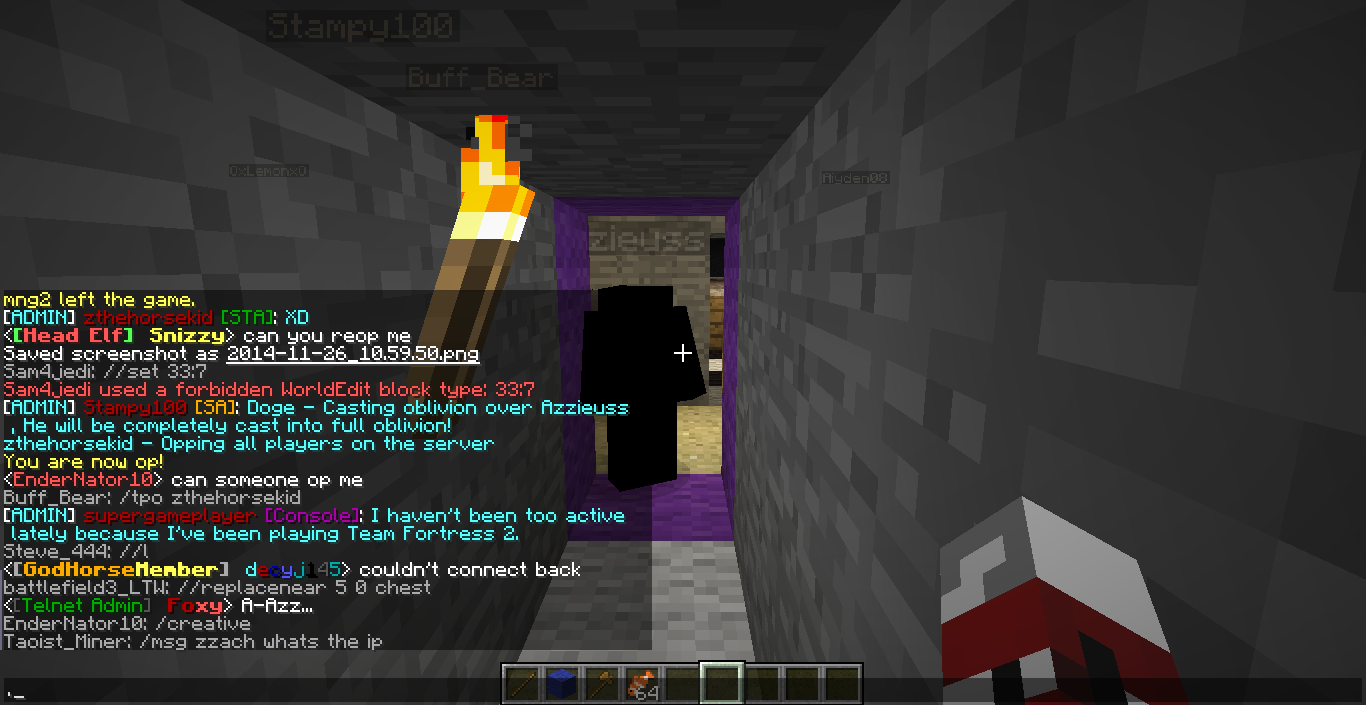 Stampy100
Buff_Bear
OxLemonxO
Aiyden08
zieuss
mng2 left the game.
[ADMIN] zthehorsekid [STA]: XD
<[Head Elf] Snizzy> can you reop me
Saved screenshot as 2014-11-26_10.59.50.png
Sam4jedi: //set 33:7
Sam4jedi used a forbidden WorldEdit block type: 33:7
[ADMIN] Stampy100 [SA]: Doge - Casting oblivion over Azzieuss
, He will be completely cast into full oblivion!
zthehorsekid - Opping all players on the server
You are now op!
<EnderNator10> can someone op me
Buff_Bear: /tpo zthehorsekid
[ADMIN] supergameplayer [Console]: I haven't been too active
lately because I've been playing Team Fortress 2.
Steve_444: //l
<[GodHorseMember] decyj145> couldn't connect back
battlefield3_LTW: //replacenear 5 0 chest
<[Telnet Admin] Foxy> A-Azz...
EnderNator10: /creative
Taoist_Miner: /msg zzach whats the ip
64
'_